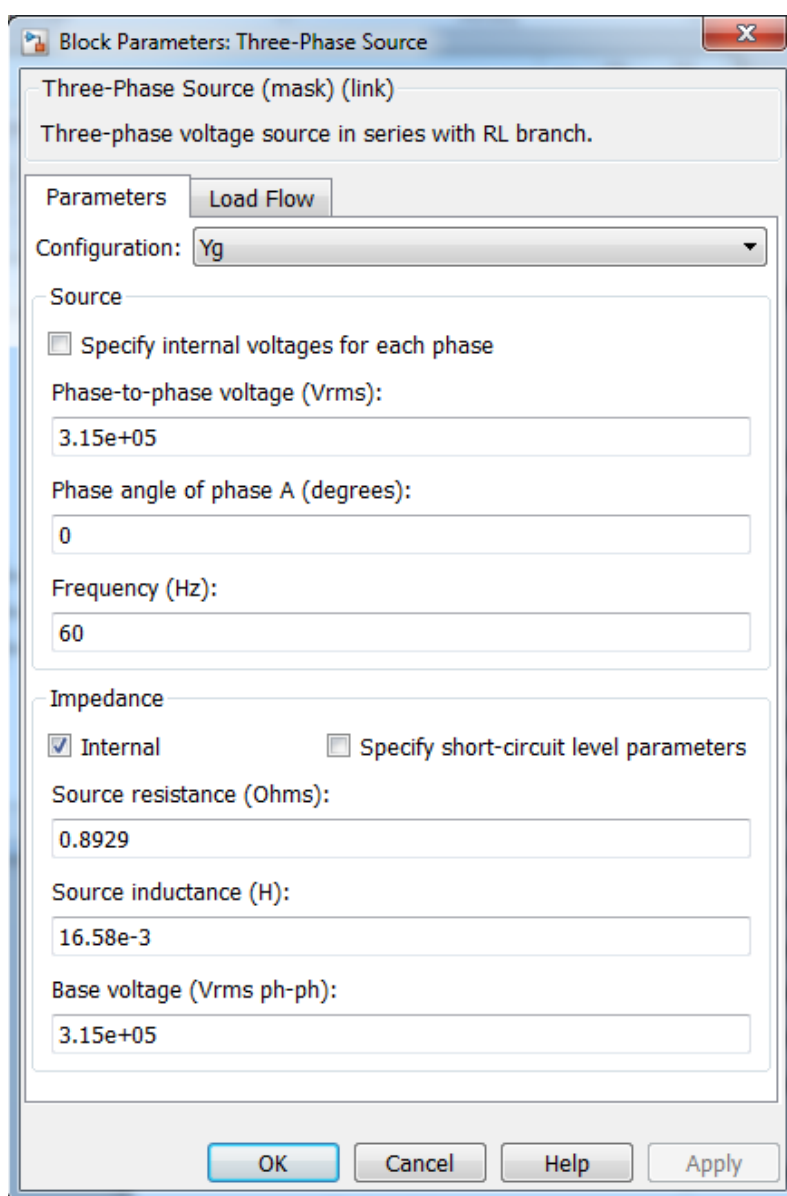 Block Parameters: Three-Phase Source
Three-Phase Source (mask) (link)
Three-phase voltage source in series with RL branch.
Parameters Load Flow
Configuration: Yg
Source
Specify internal voltages for each phase
Phase-to-phase voltage (Vrms):
3.15e+05
Phase angle of phase A (degrees):
0
Frequency (Hz):
60
Impedance
Internal Specify short-circuit level parameters
Source resistance (Ohms):
0.8929
Source inductance (H):
16.58e-3
Base voltage (Vrms ph-ph):
3.15e+05
OK Cancel Help Apply